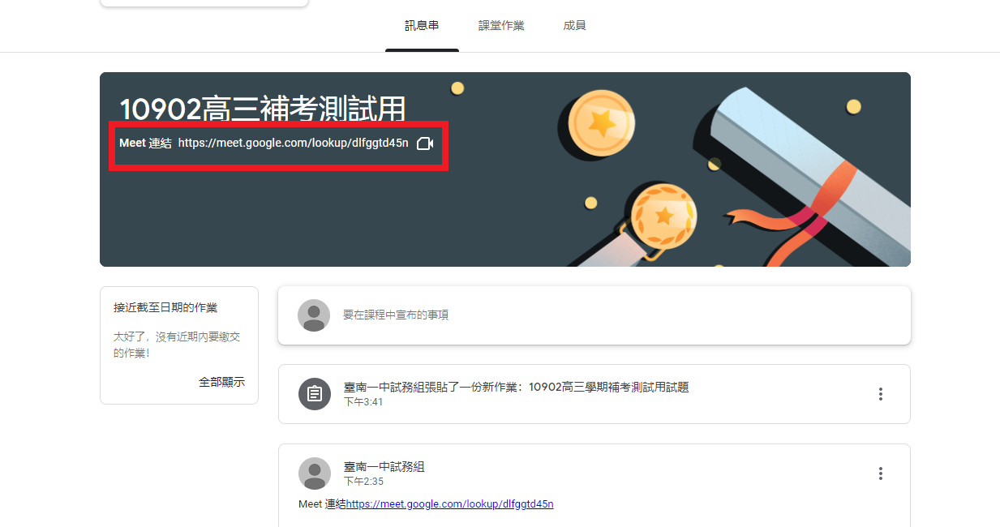 訊息串 課堂作業 成員
10902高三補考測試用
Meet 連結 https://meet.google.com/lookup/dlfggtd45n
接近截至日期的作業
太好了，沒有近期內要繳交
的作業！
全部顯示
要在課程中宣布的事項
臺南一中試務組張貼了一份新作業：10902高三學期補考測試用試題
下午3:41
臺南一中試務組
下午2:35
Meet 連結https://meet.google.com/lookup/dlfggtd45n